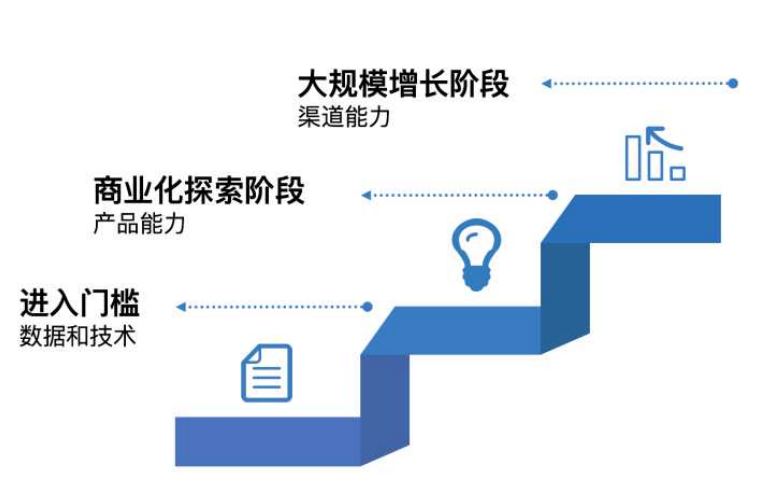 大规模增长阶段
渠道能力
商业化探索阶段
产品能力
进入门槛
数据和技术